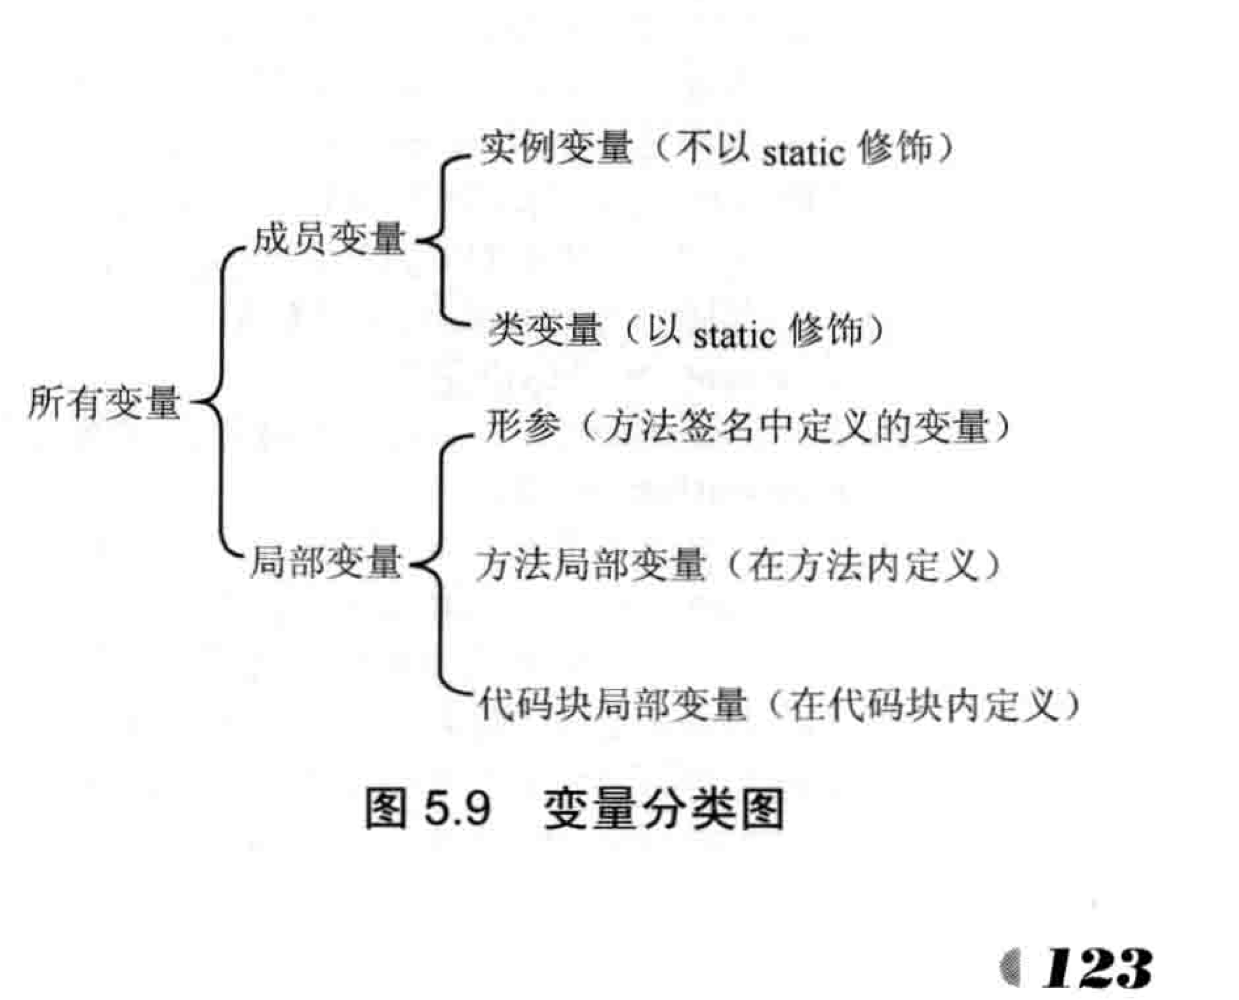 实例变量（不以 static 修饰）
成员变量
类变量（以 static 修饰）
所有变量
形参（方法签名中定义的变量）
局部变量
方法局部变量（在方法内定义）
代码块局部变量（在代码块内定义）
图 5.9 变量分类图
123